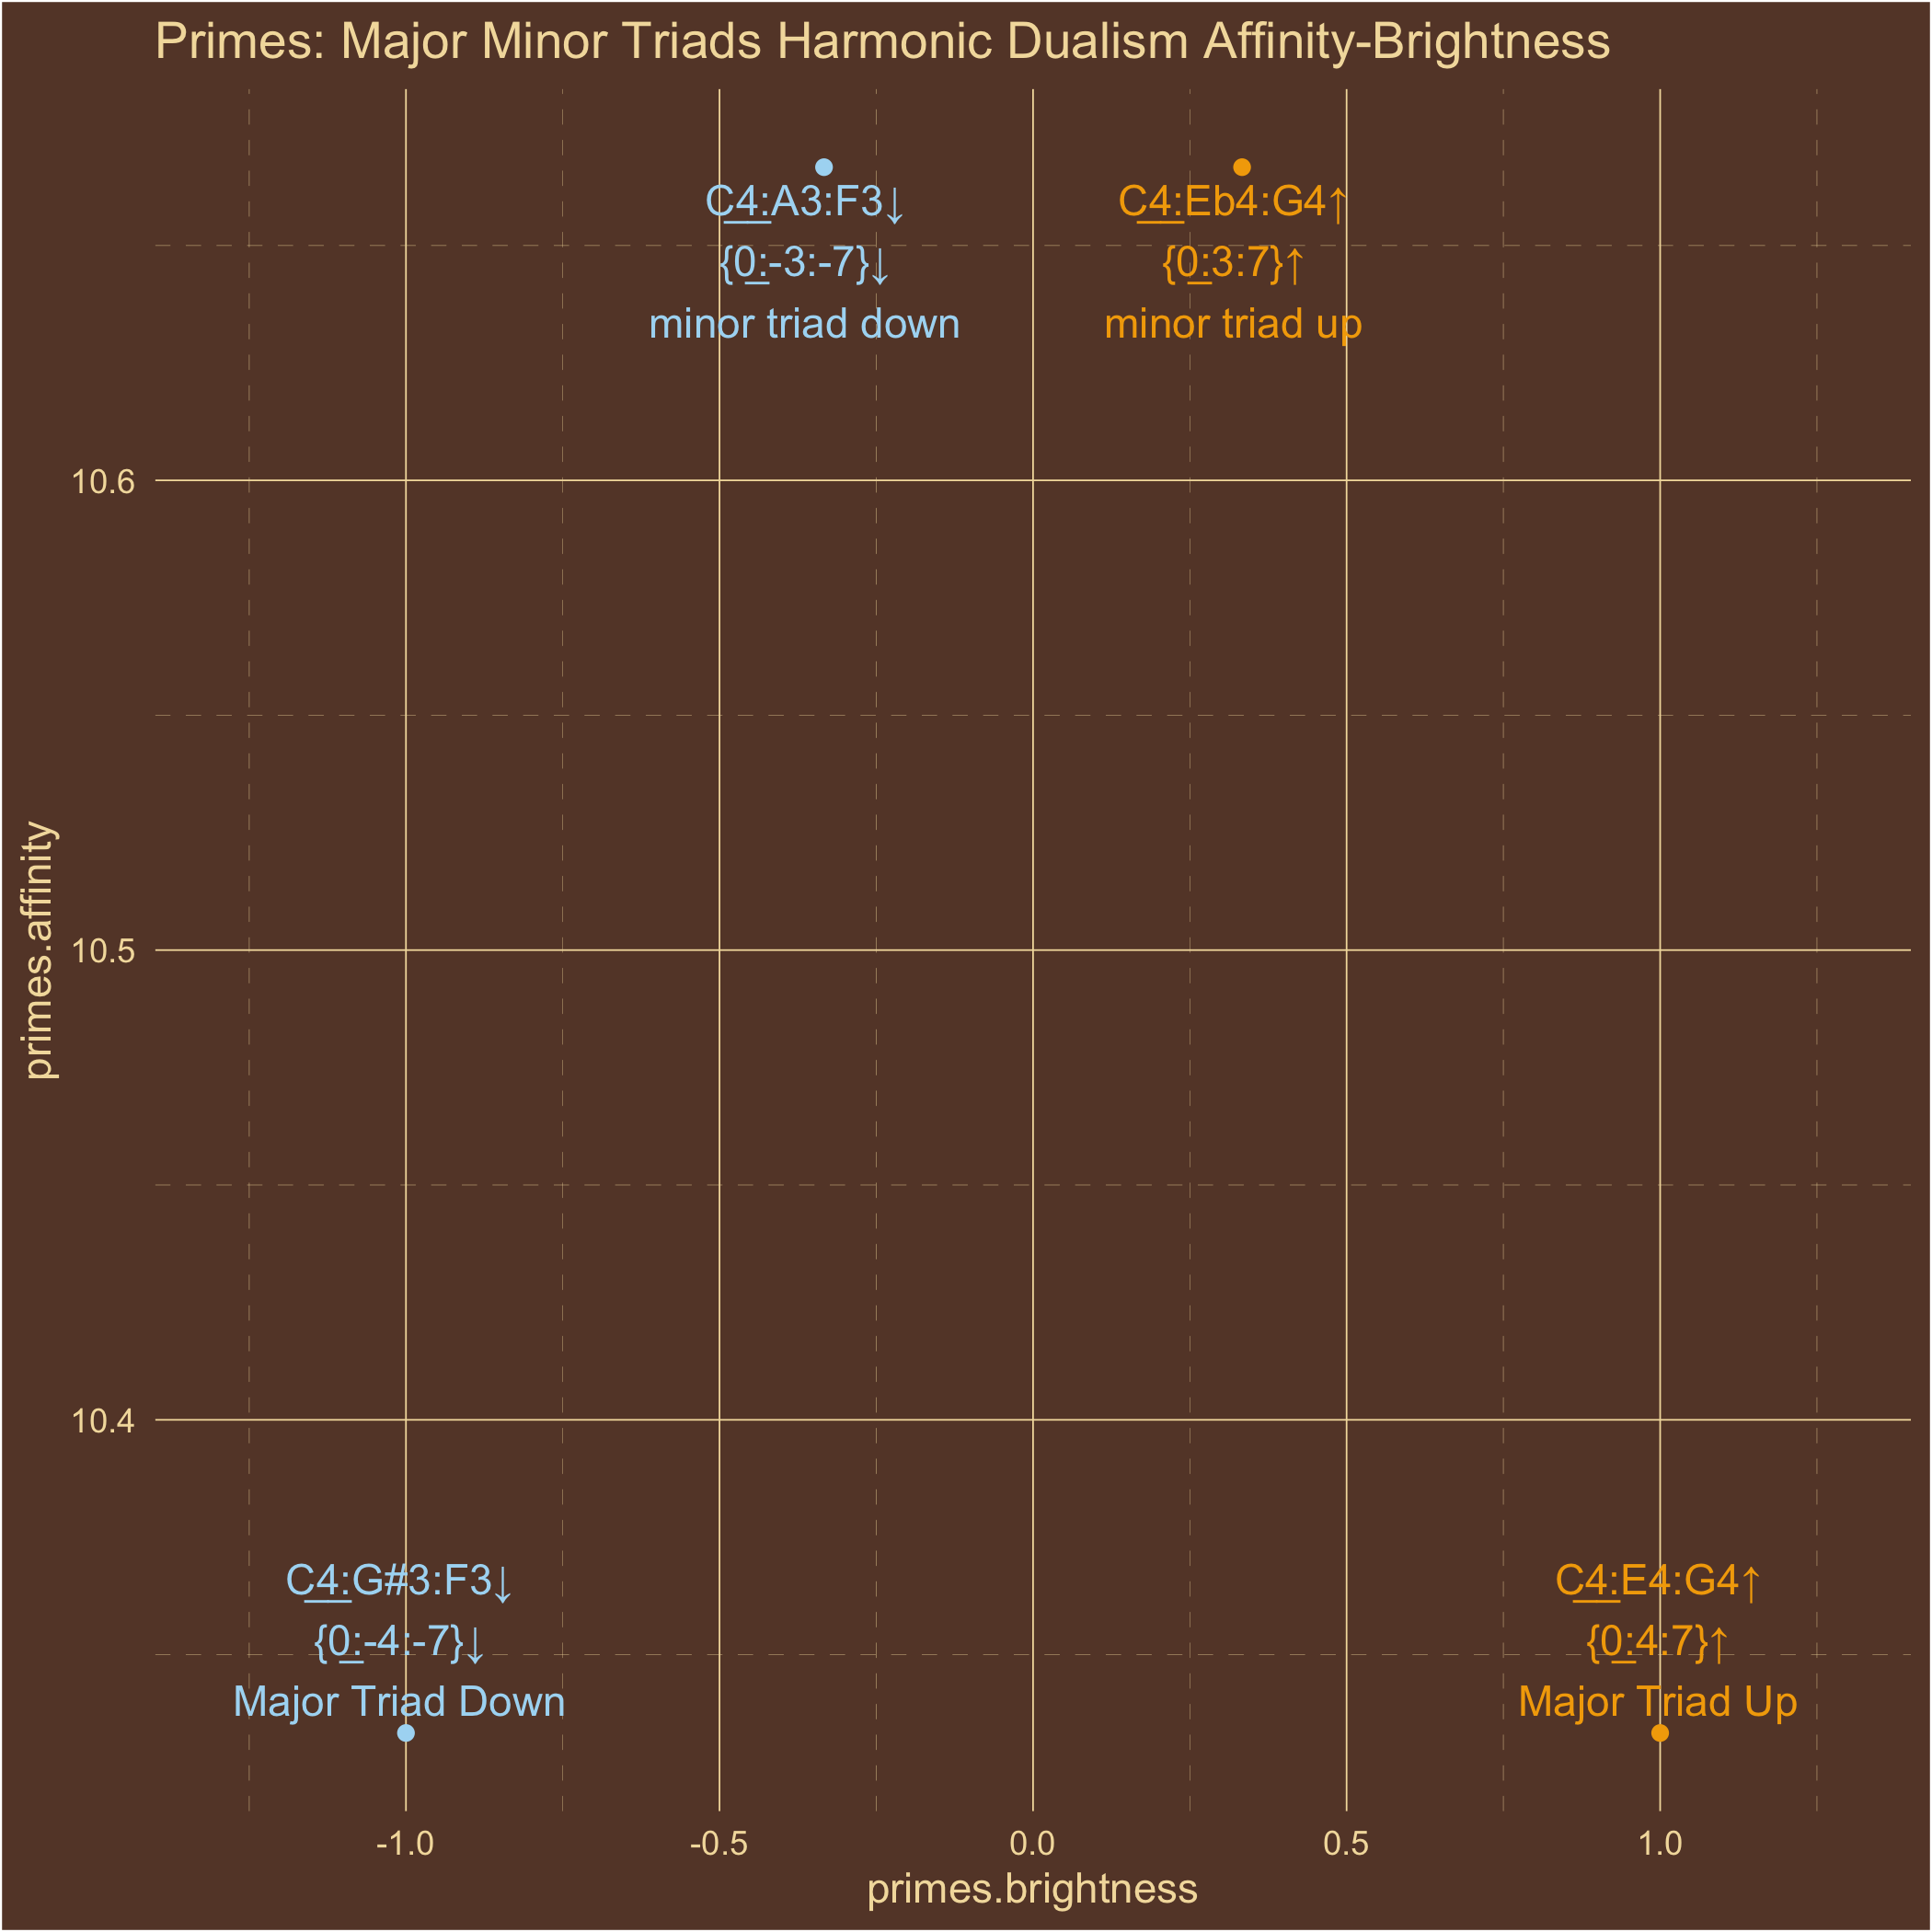 Primes: Major Minor Triads Harmonic Dualism Affinity-Brightness
C4:A3:F3↓
{0:-3:-7}↓
minor triad down
C4:Eb4:G4↑
{0:3:7}↑
minor triad up
10.6
10.5
10.4
primes.affinity
C4:G#3:F3↓
{0:-4:-7}↓
Major Triad Down
C4:E4:G4↑
{0:4:7}↑
Major Triad Up
-1.0
-0.5
0.0
0.5
1.0
primes.brightness